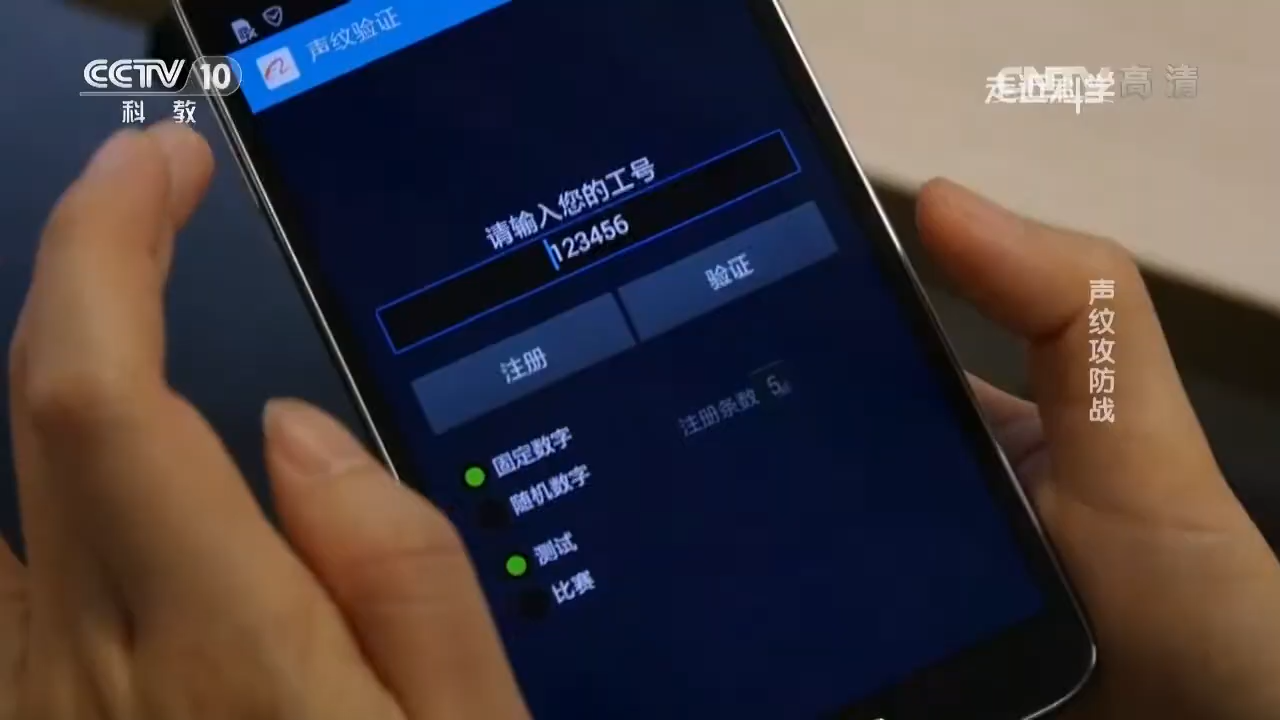 CCTV 10
科教
走近科学
高清
声纹验证
请输入您的工号
123456
注册
验证
注册条数 5
固定数字
随机数字
测试
比赛
声纹攻防战